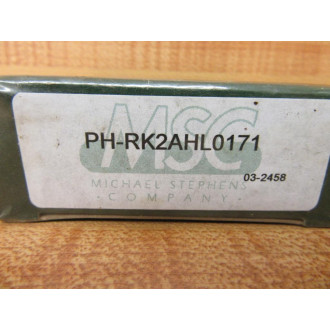 MSC
PH-RK2AHL0171
03-2458
MICHAEL STEPHENS
COMPANY